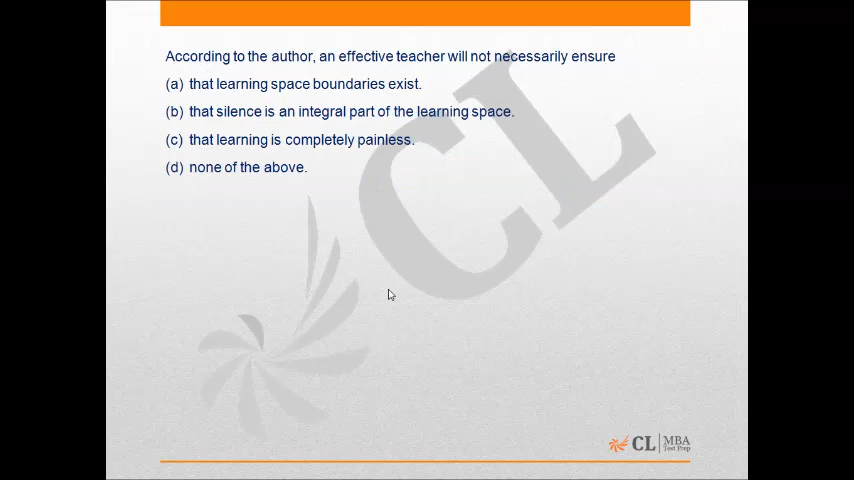 According to the author, an effective teacher will not necessarily ensure
(a) that learning space boundaries exist.
(b) that silence is an integral part of the learning space.
(c) that learning is completely painless.
(d) none of the above.
CL
CL MBA
Test Prep